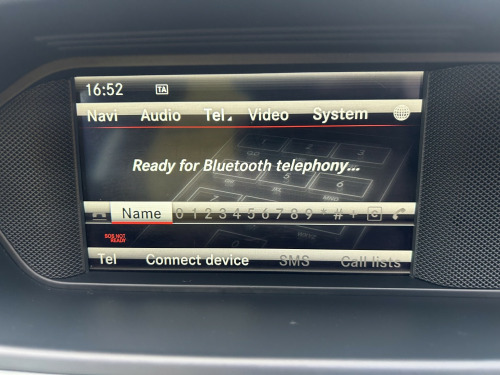 16:52 TA
Navi Audio Tel Video System
Ready for Bluetooth telephony...
Name 0 1 2 3 4 5 6 7 8 9 * # +
SOS NOT
READY
Tel Connect device SMS Call lists